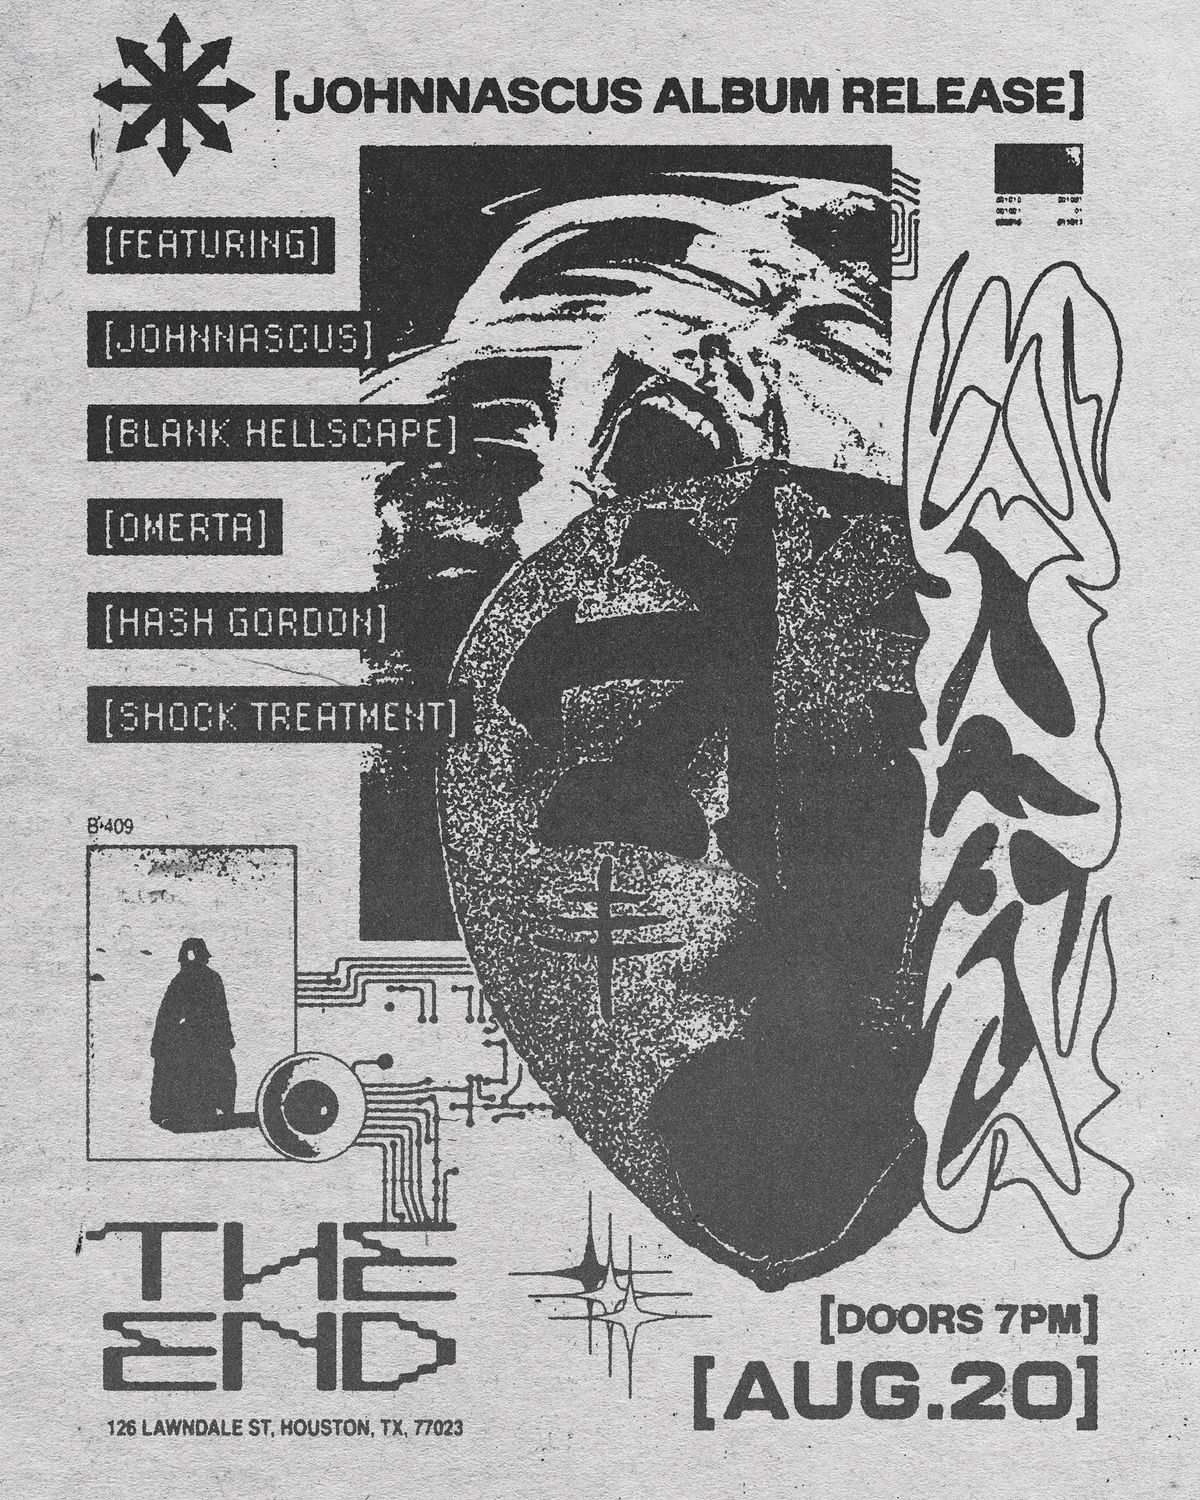 [JOHNNASCUS ALBUM RELEASE]
[FEATURING]
[JOHNNASCUS]
[BLANK HELLSCAPE]
[OMERTA]
[HASH GORDON]
[SHOCK TREATMENT]
B•409
THE
END
126 LAWNDALE ST, HOUSTON, TX, 77023
[DOORS 7PM]
[AUG.20]